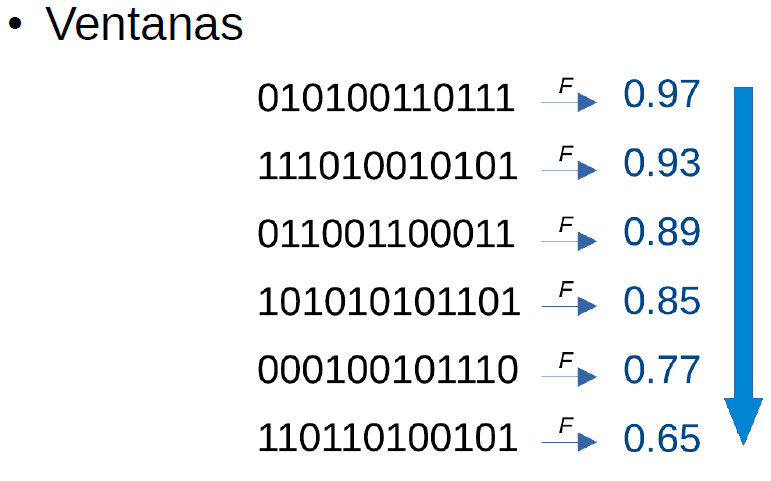 • Ventanas
010100110111 F 0.97
111010010101 F 0.93
011001100011 F 0.89
101010101101 F 0.85
000100101110 F 0.77
110110100101 F 0.65